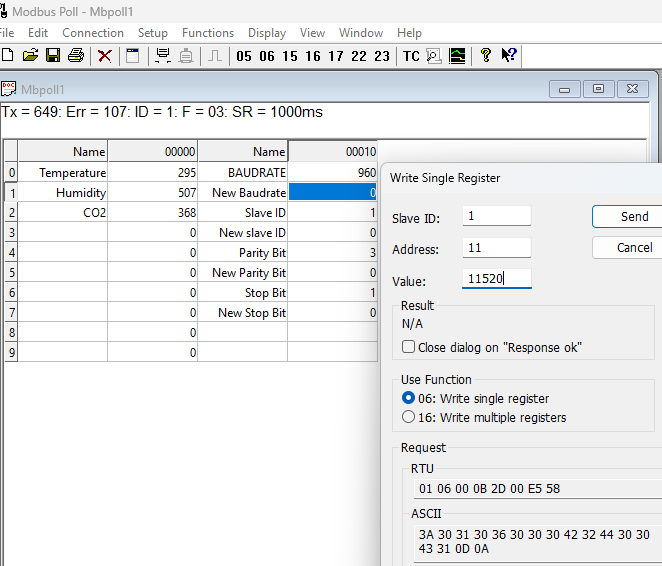 Modbus Poll - Mbpoll1
File Edit Connection Setup Functions Display View Window Help
05 06 15 16 17 22 23 TC
Mbpoll1
Tx = 649: Err = 107: ID = 1: F = 03: SR = 1000ms
Name 00000 Name 00010
0 Temperature 295 BAUDRATE 960
1 Humidity 507 New Baudrate 0
2 CO2 368 Slave ID 1
3 0 New slave ID 0
4 0 Parity Bit 3
5 0 New Parity Bit 0
6 0 Stop Bit 1
7 0 New Stop Bit 0
8 0
9 0
Write Single Register
Slave ID: 1 Send
Address: 11 Cancel
Value: 11520
Result
N/A
Close dialog on "Response ok"
Use Function
06: Write single register
16: Write multiple registers
Request
RTU
01 06 00 0B 2D 00 E5 58
ASCII
3A 30 31 30 36 30 30 30 42 32 44 30 30
43 31 0D 0A